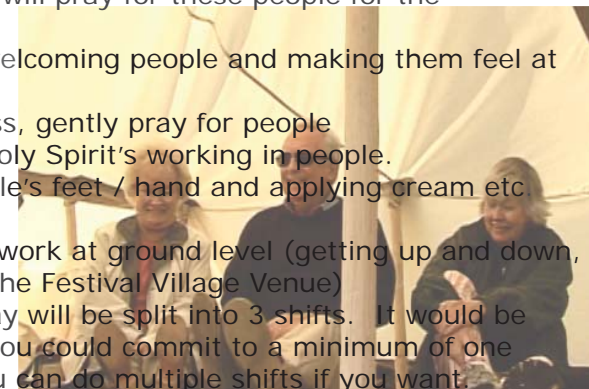 will pray for these people for the
elcoming people and making them feel at
ss, gently pray for people
oly Spirit's working in people.
le's feet / hand and applying cream etc.
work at ground level (getting up and down,
he Festival Village Venue)
ay will be split into 3 shifts.  It would be
ou could commit to a minimum of one
u can do multiple shifts if you want.